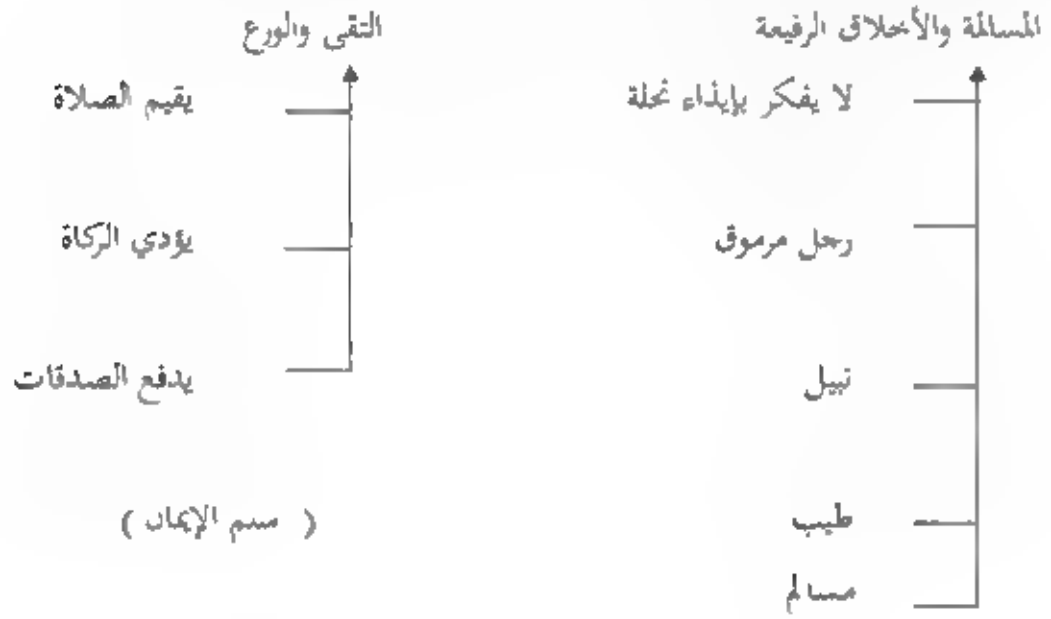 المسالمة والأخلاق الرفيعة
لا يفكر بإيذاء نحلة
رجل مرموق
نبيل
طيب
مسالم
التقى والورع
يقيم الصلاة
يؤدي الزكاة
يدفع الصدقات
( سلم الإيمان )